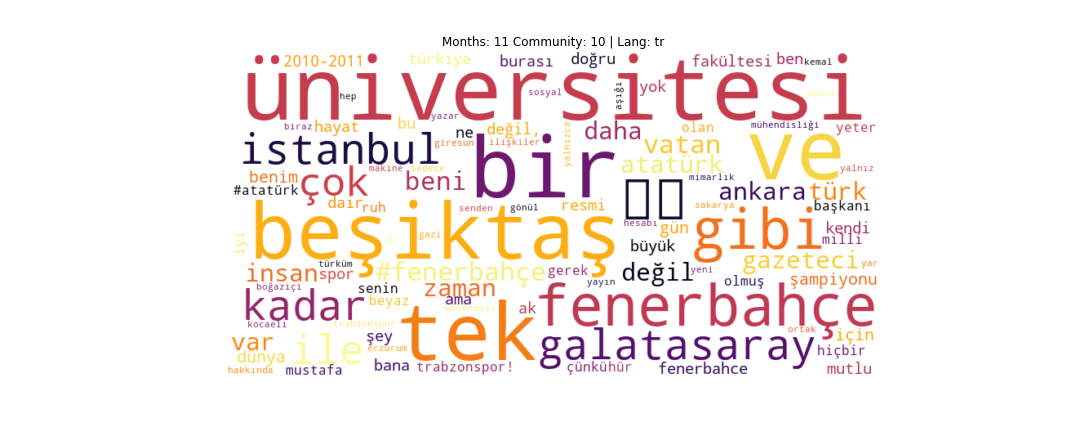 Months: 11 Community: 10 | Lang: tr
2010-2011 türkiye burası doğru fakültesi ben kemal
üniversitesi
hep sosyal aşığı yok medya
yazar
biraz hayat bu ne değil, daha olan mühendisliği yeter
istanbul bir ve
giresun ilişkiler yalnızca vatan
benim makine sadece atatürk yalnız
#atatürk çok beni mimarlık ankara türk
dair ruh senden gönül resmi sakarya başkanı
beşiktaş hesabı gün gibi kendi
iyi gazi büyük milli
insan türküm spor #fenerbahçe gerek değil yeni gazeteci yar
boğaziçi senin zaman yayın olmuş şampiyonu
kadar beyaz ama mühendisi ak fenerbahçe
kocaeli trabzonspor tek ortak
var şey galatasaray için
dünya ile erzurum hiçbir
hakkında mustafa bana trabzonspor! çünkühür fenerbahce mutlu